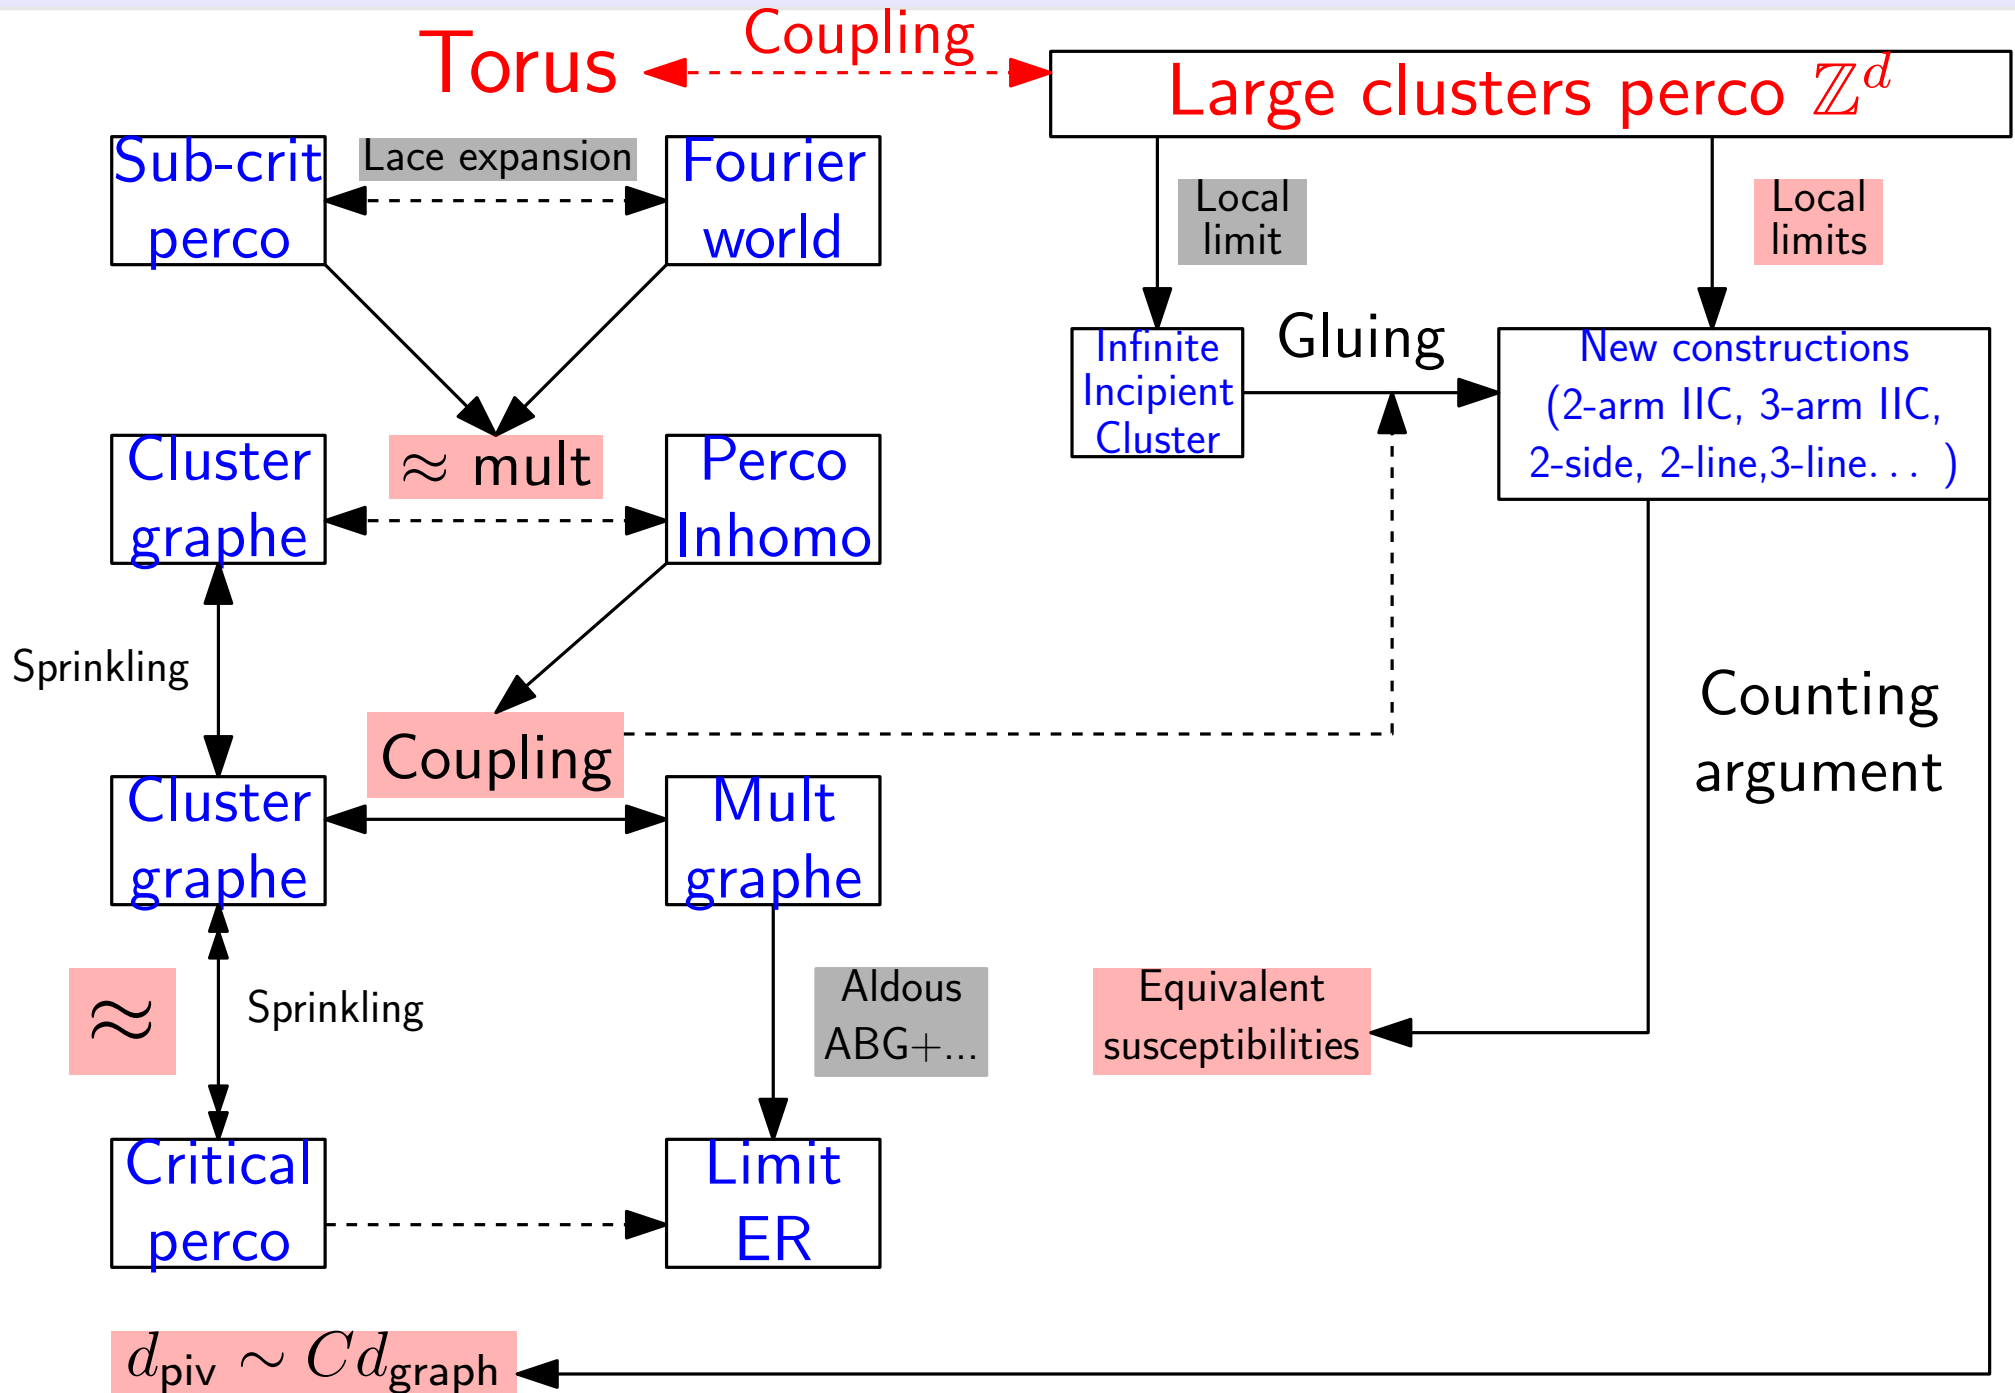 Torus
Coupling
Large clusters perco ℤ^d
Sub-crit
perco
Lace expansion
Fourier
world
Local
limit
Local
limits
Infinite
Incipient
Cluster
Gluing
New constructions
(2-arm IIC, 3-arm IIC,
2-side, 2-line,3-line. . . )
Cluster
graphe
≈ mult
Perco
Inhomo
Sprinkling
Coupling
Counting
argument
Cluster
graphe
Mult
graphe
≈
Sprinkling
Aldous
ABG+...
Equivalent
susceptibilities
Critical
perco
Limit
ER
d_piv ∼ Cd_graph